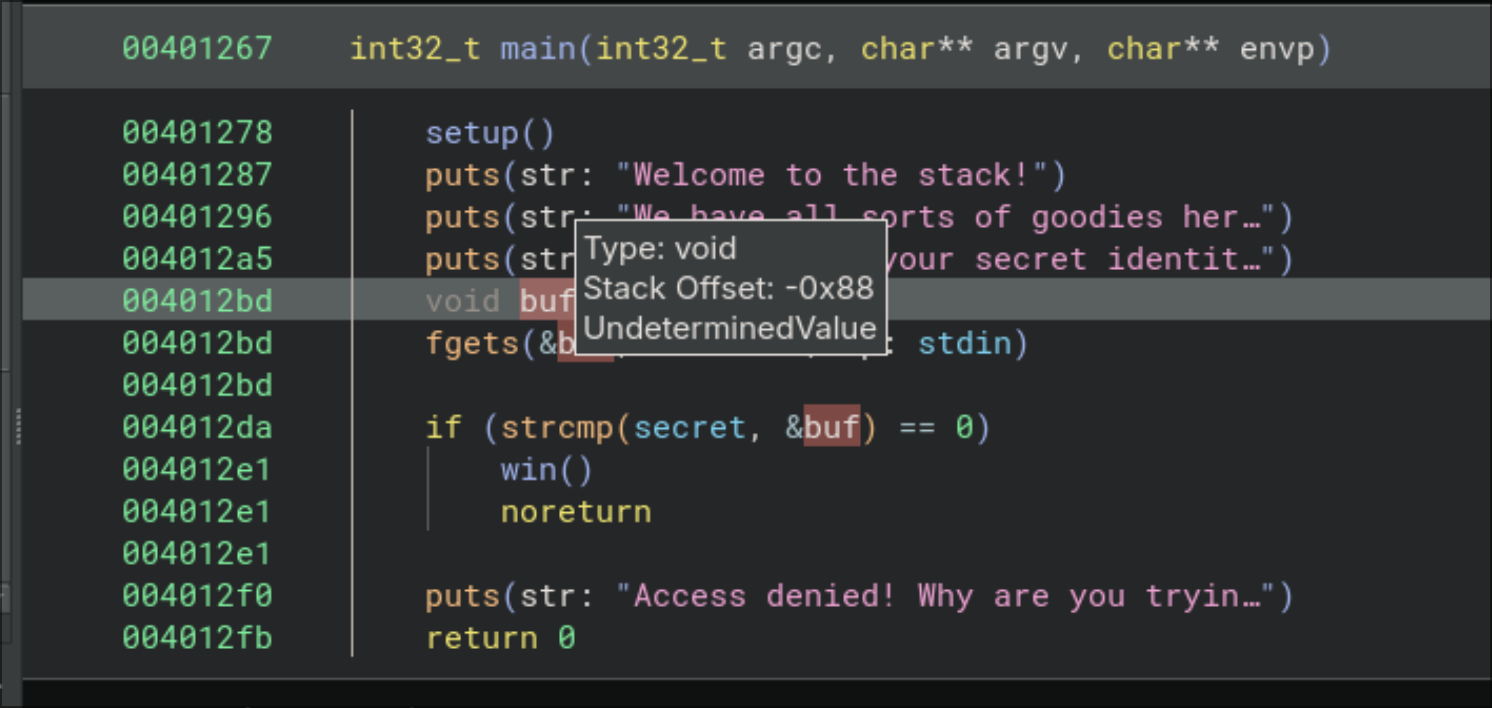 00401267 int32_t main(int32_t argc, char** argv, char** envp)
00401278 setup()
00401287 puts(str: "Welcome to the stack!")
00401296 puts(str: "We have all sorts of goodies her…")
004012a5 puts(str your secret identit…")
004012bd void buf
Type: void
Stack Offset: -0x88
UndeterminedValue
004012bd fgets(&b : stdin)
004012bd
004012da if (strcmp(secret, &buf) == 0)
004012e1 win()
004012e1 noreturn
004012e1
004012f0 puts(str: "Access denied! Why are you tryin…")
004012fb return 0